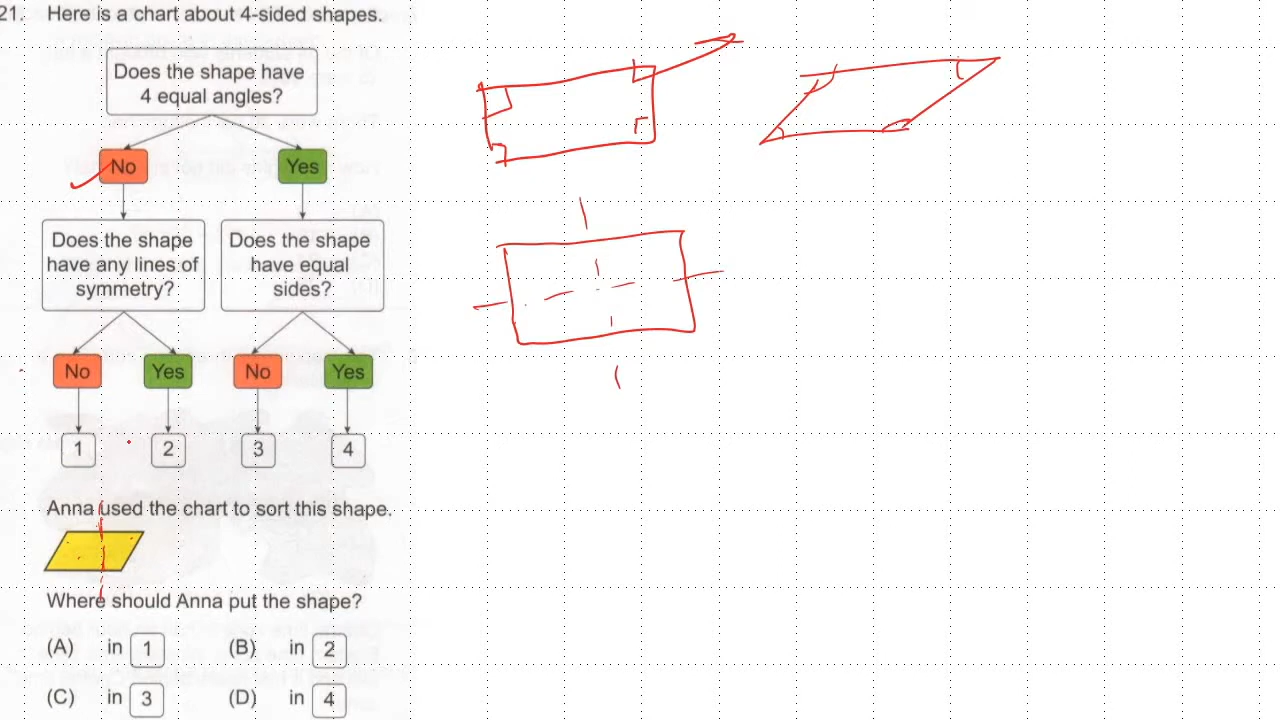 21. Here is a chart about 4-sided shapes.
Does the shape have
4 equal angles?
No
Yes
Does the shape
have any lines of
symmetry?
Does the shape
have equal
sides?
No
Yes
No
Yes
1
2
3
4
Anna used the chart to sort this shape.
Where should Anna put the shape?
(A) in 1
(B) in 2
(C) in 3
(D) in 4